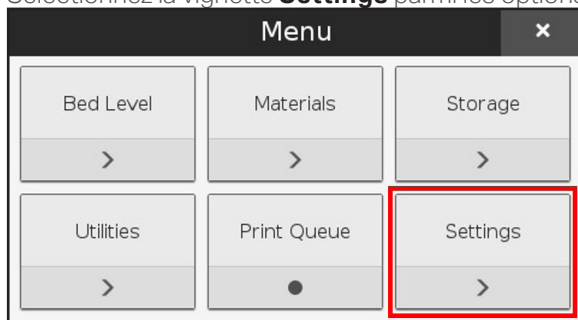 Sélectionnez la vignette Settings parmi les options
Menu ×
Bed Level Materials Storage
> > >
Utilities Print Queue Settings
> ● >